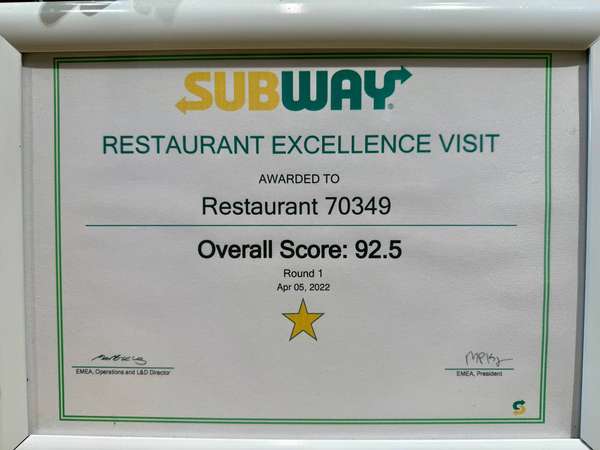 SUBWAY®
RESTAURANT EXCELLENCE VISIT
AWARDED TO
Restaurant 70349
Overall Score: 92.5
Round 1
Apr 05, 2022
EMEA, Operations and L&D Director
EMEA, President